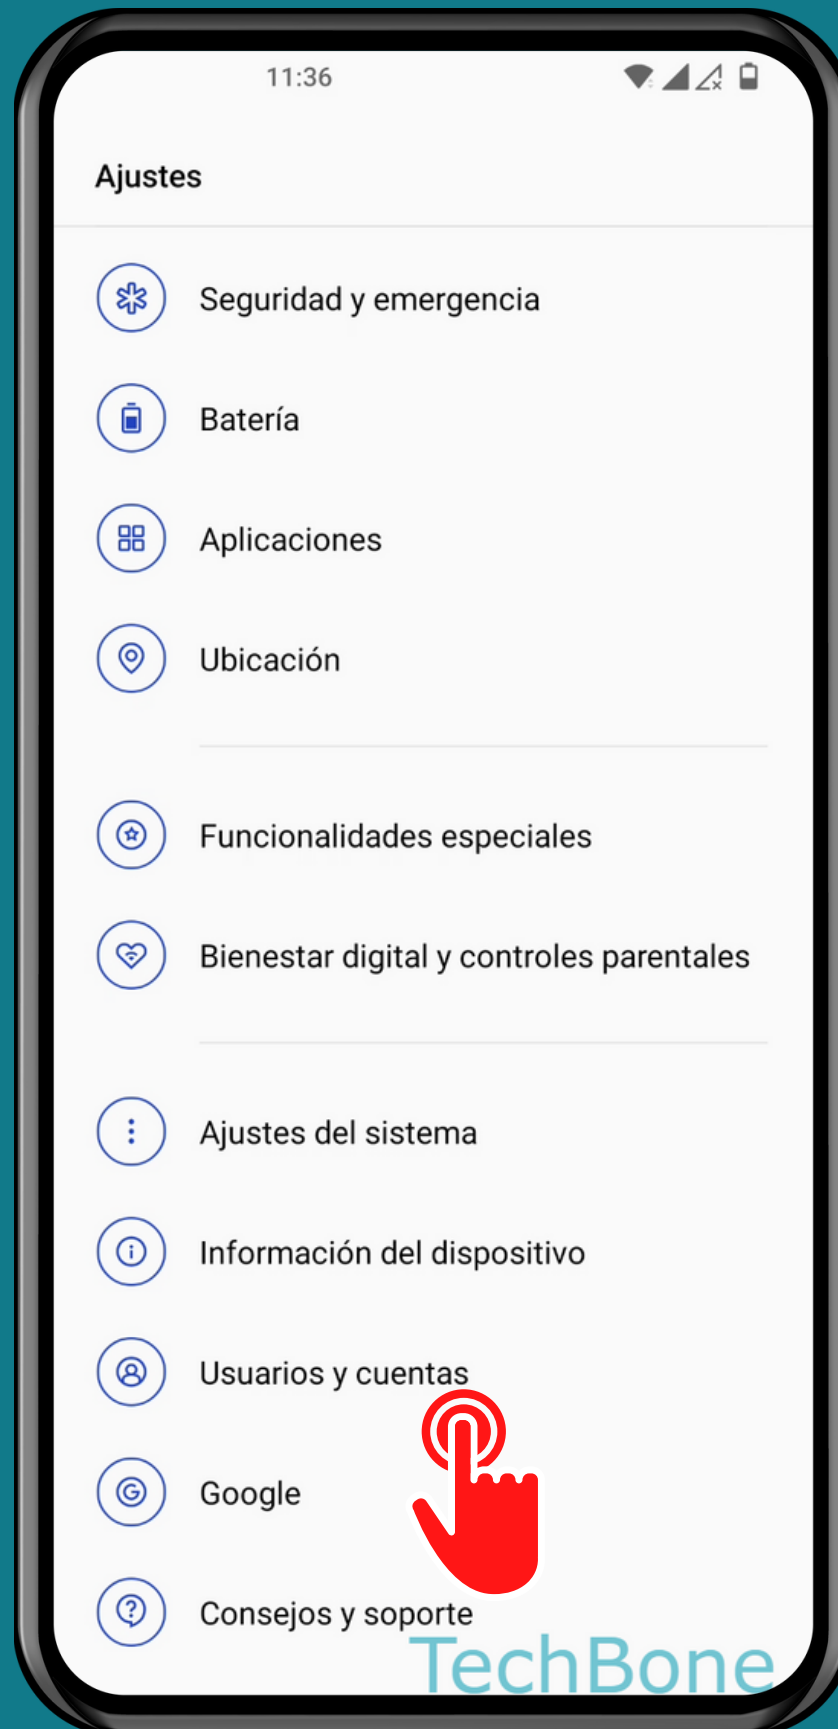 11:36
Ajustes
Seguridad y emergencia
Batería
Aplicaciones
Ubicación
Funcionalidades especiales
Bienestar digital y controles parentales
Ajustes del sistema
Información del dispositivo
Usuarios y cuentas
Google
Consejos y soporte
TechBone